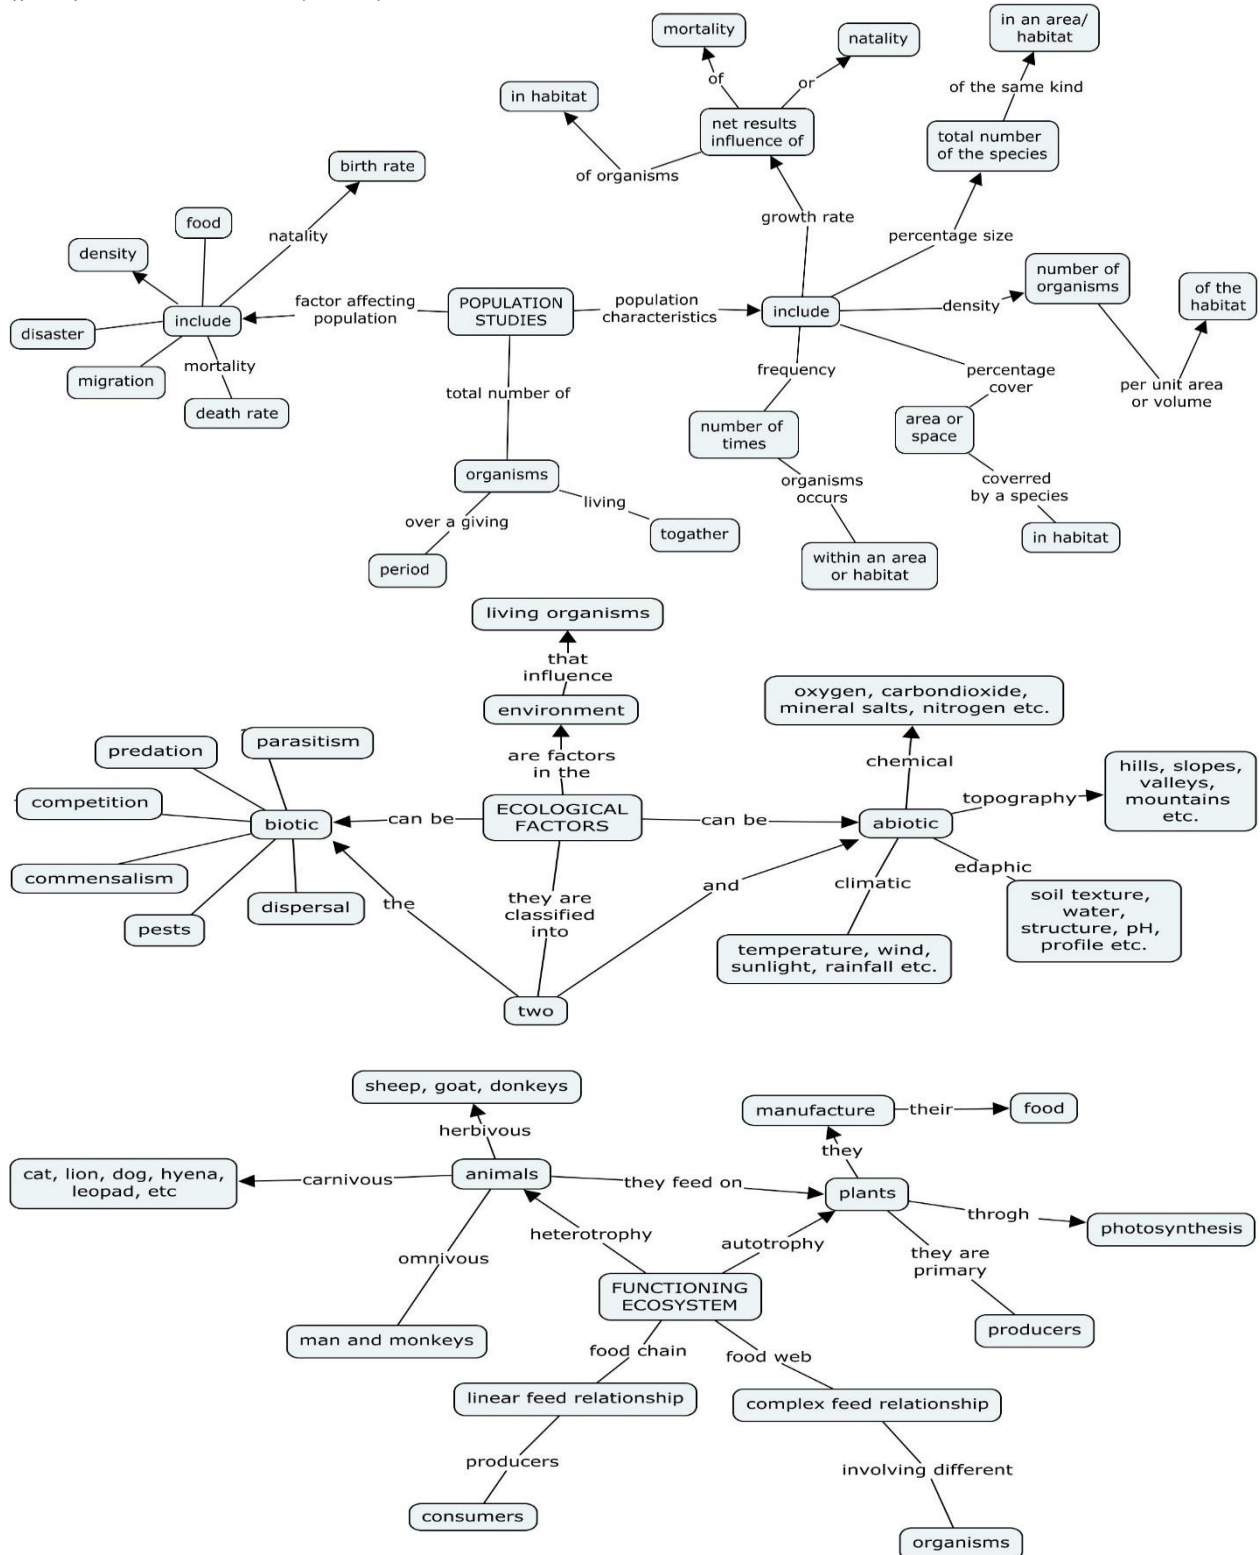 mortality
natality
in an area/
habitat
of
or
of the same kind
in habitat
net results
influence of
total number
of the species
birth rate
of organisms
food
growth rate
percentage size
natality
density
number of
organisms
of the
habitat
include
factor affecting
population
POPULATION
STUDIES
population
characteristics
include
density
disaster
migration
mortality
death rate
total number of
frequency
percentage
cover
per unit area
or volume
number of
times
area or
space
organisms
organisms
occurs
coverred
by a species
over a giving
living
togather
in habitat
period
within an area
or habitat
living organisms
that
influence
environment
oxygen, carbondioxide,
mineral salts, nitrogen etc.
predation
parasitism
are factors
in the
chemical
hills, slopes,
valleys,
mountains
etc.
competition
biotic
can be
ECOLOGICAL
FACTORS
can be
abiotic
topography
commensalism
dispersal
pests
the
they are
classified
into
and
climatic
edaphic
soil texture,
water,
structure, pH,
profile etc.
temperature, wind,
sunlight, rainfall etc.
two
sheep, goat, donkeys
manufacture
their
food
herbivous
they
cat, lion, dog, hyena,
leopad, etc
carnivous
animals
they feed on
plants
throgh
photosynthesis
heterotrophy
autotrophy
omnivous
they are
primary
FUNCTIONING
ECOSYSTEM
man and monkeys
producers
food chain
food web
linear feed relationship
complex feed relationship
producers
involving different
consumers
organisms